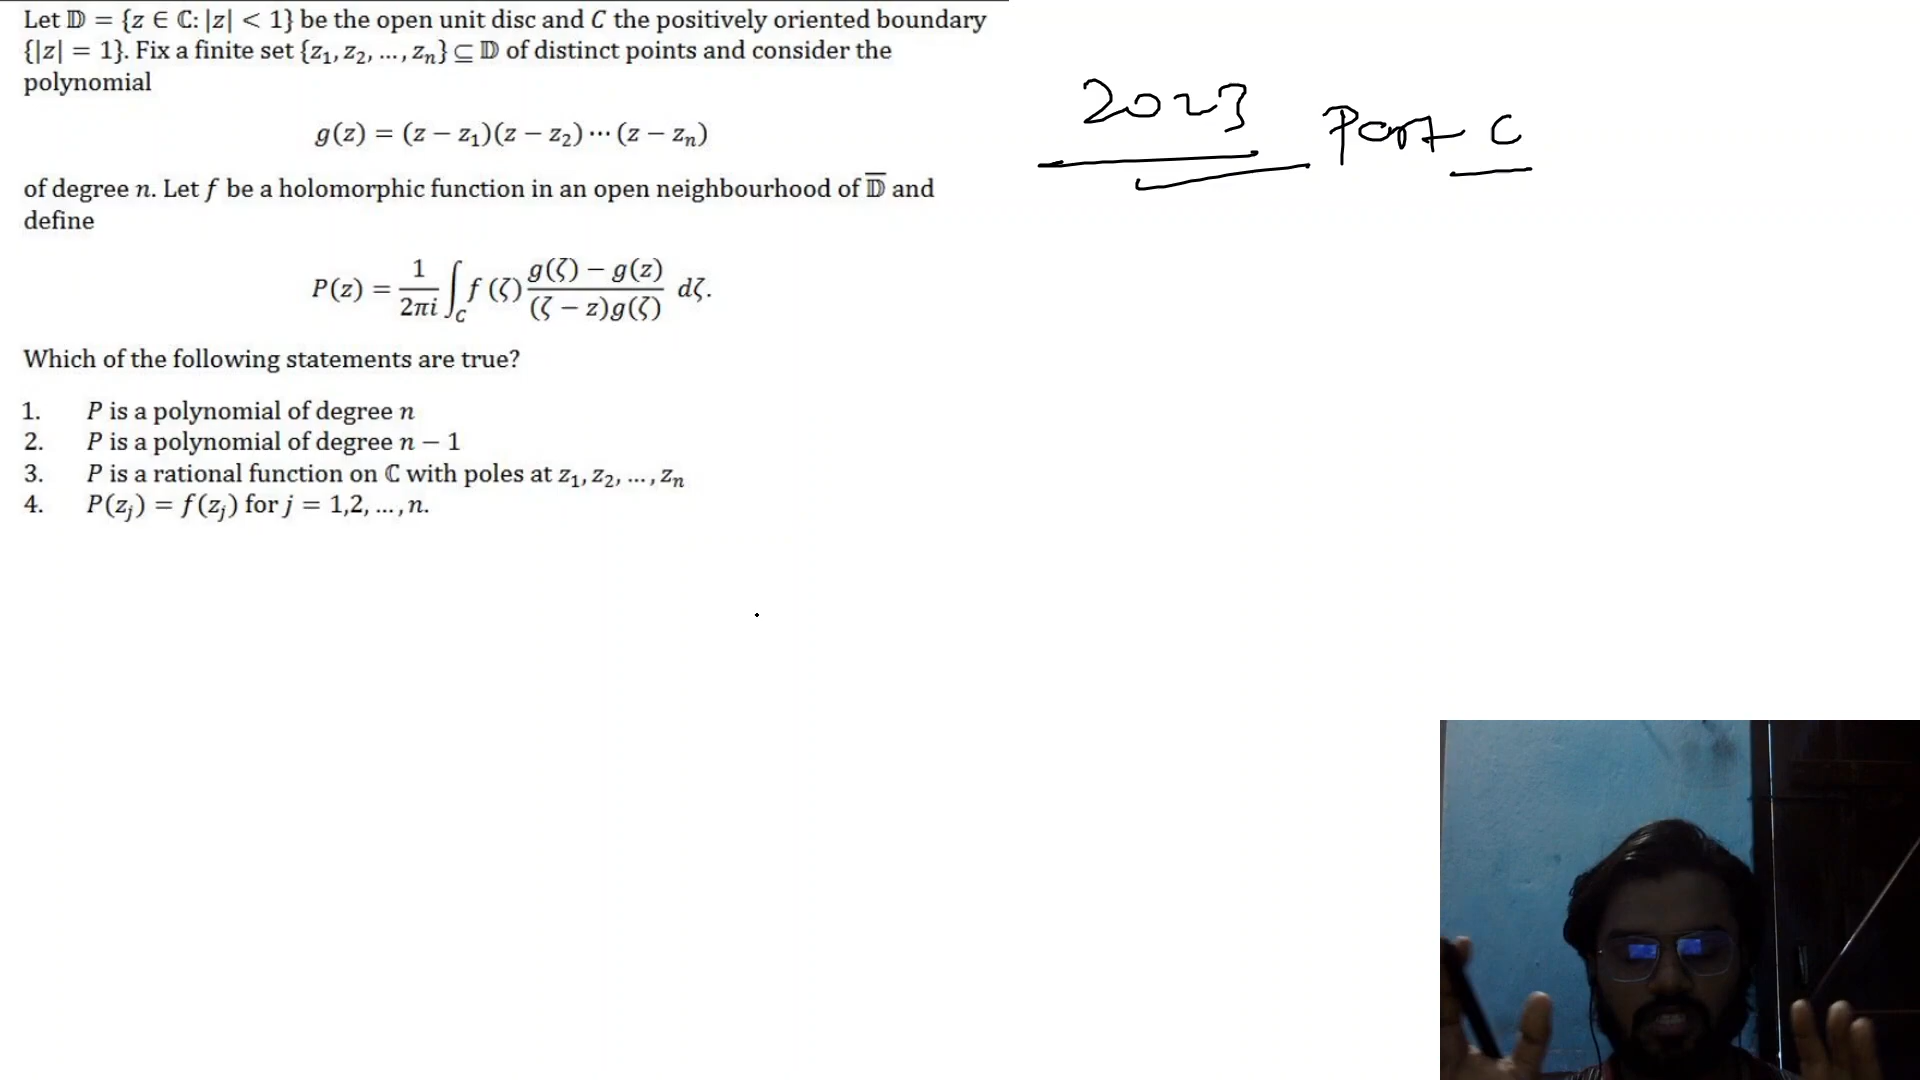 Let 𝔻 = {z ∈ ℂ: |z| < 1} be the open unit disc and C the positively oriented boundary
{|z| = 1}. Fix a finite set {z₁, z₂, ..., zₙ} ⊆ 𝔻 of distinct points and consider the
polynomial
g(z) = (z − z₁)(z − z₂) ⋯ (z − zₙ)
of degree n. Let f be a holomorphic function in an open neighbourhood of 𝔻̅ and
define
P(z) = 1/(2πi) ∫_C f(ζ) (g(ζ) − g(z))/((ζ − z)g(ζ)) dζ.
Which of the following statements are true?
1. P is a polynomial of degree n
2. P is a polynomial of degree n − 1
3. P is a rational function on ℂ with poles at z₁, z₂, ..., zₙ
4. P(zⱼ) = f(zⱼ) for j = 1,2, ..., n.
2023 Part C